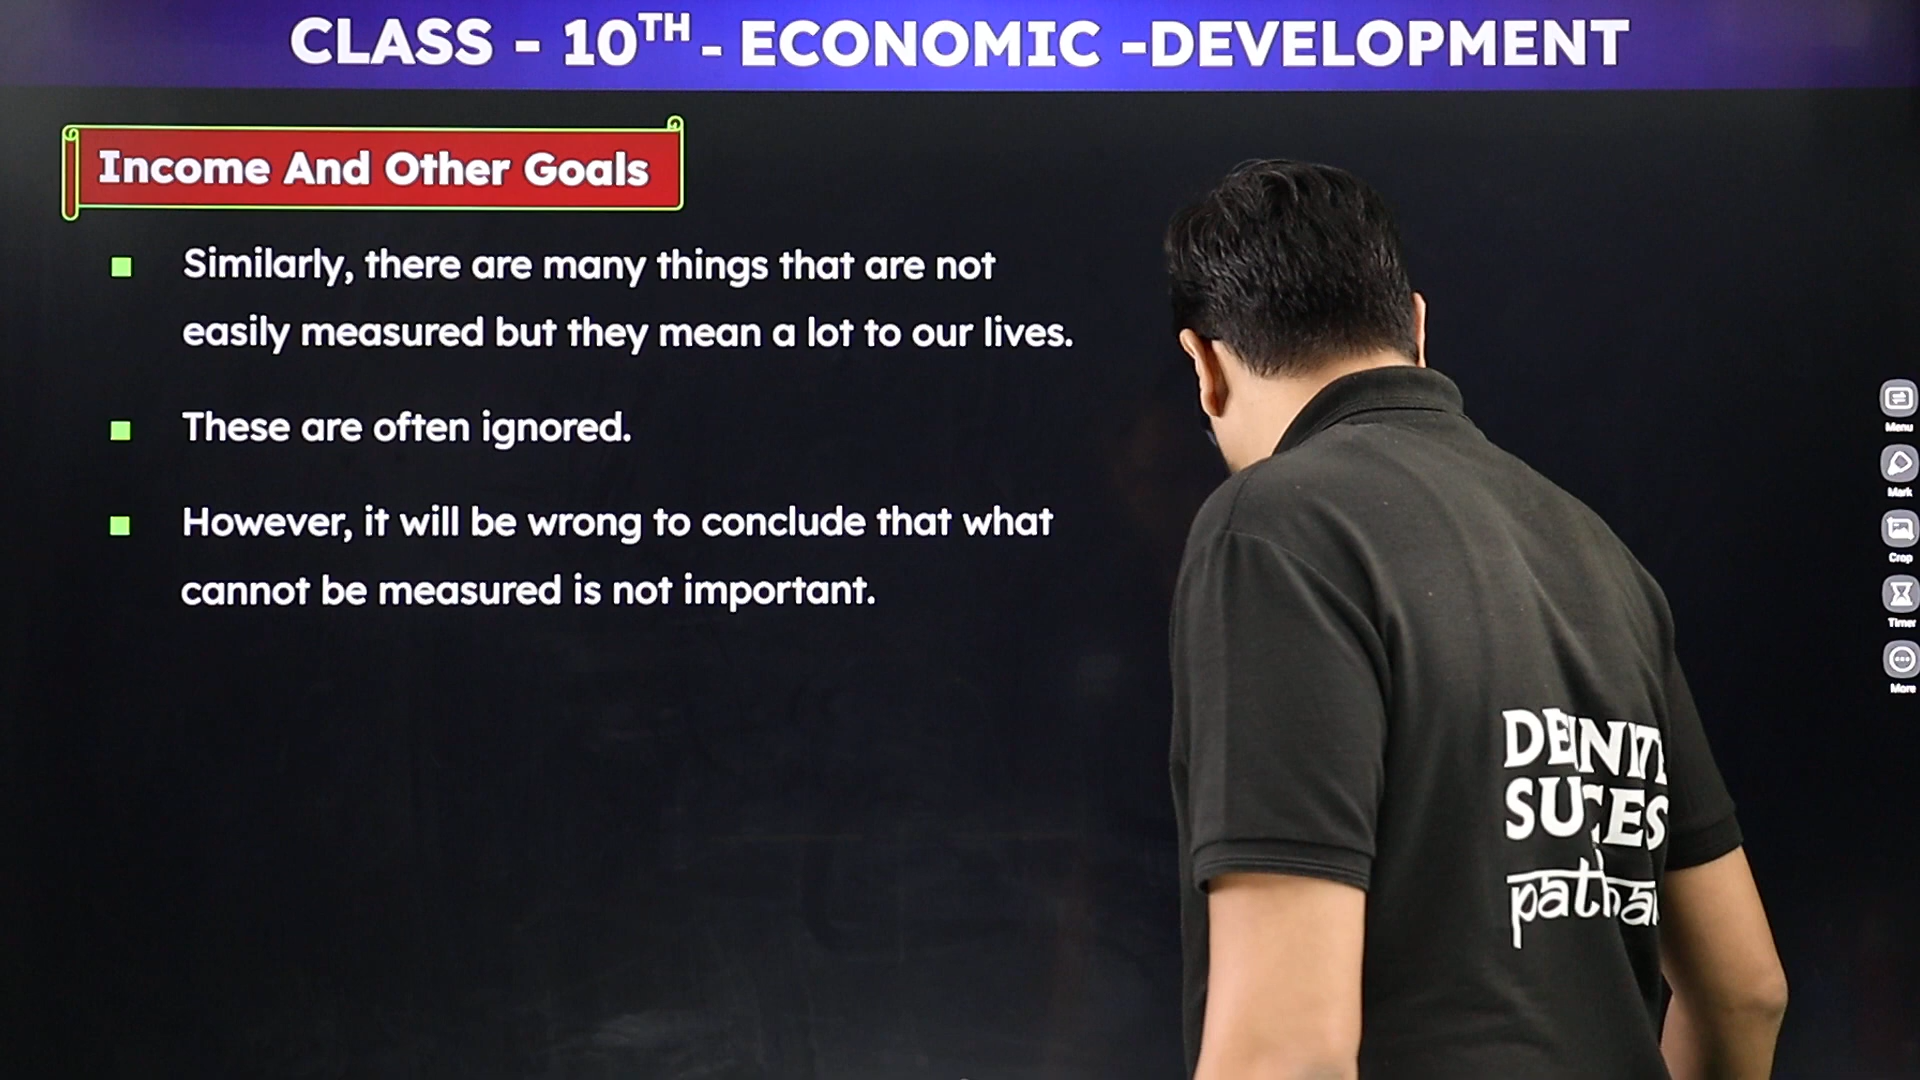 CLASS - 10TH - ECONOMIC -DEVELOPMENT
Income And Other Goals
Similarly, there are many things that are not
easily measured but they mean a lot to our lives.
These are often ignored.
However, it will be wrong to conclude that what
cannot be measured is not important.
Menu
Mark
Crop
Timer
More